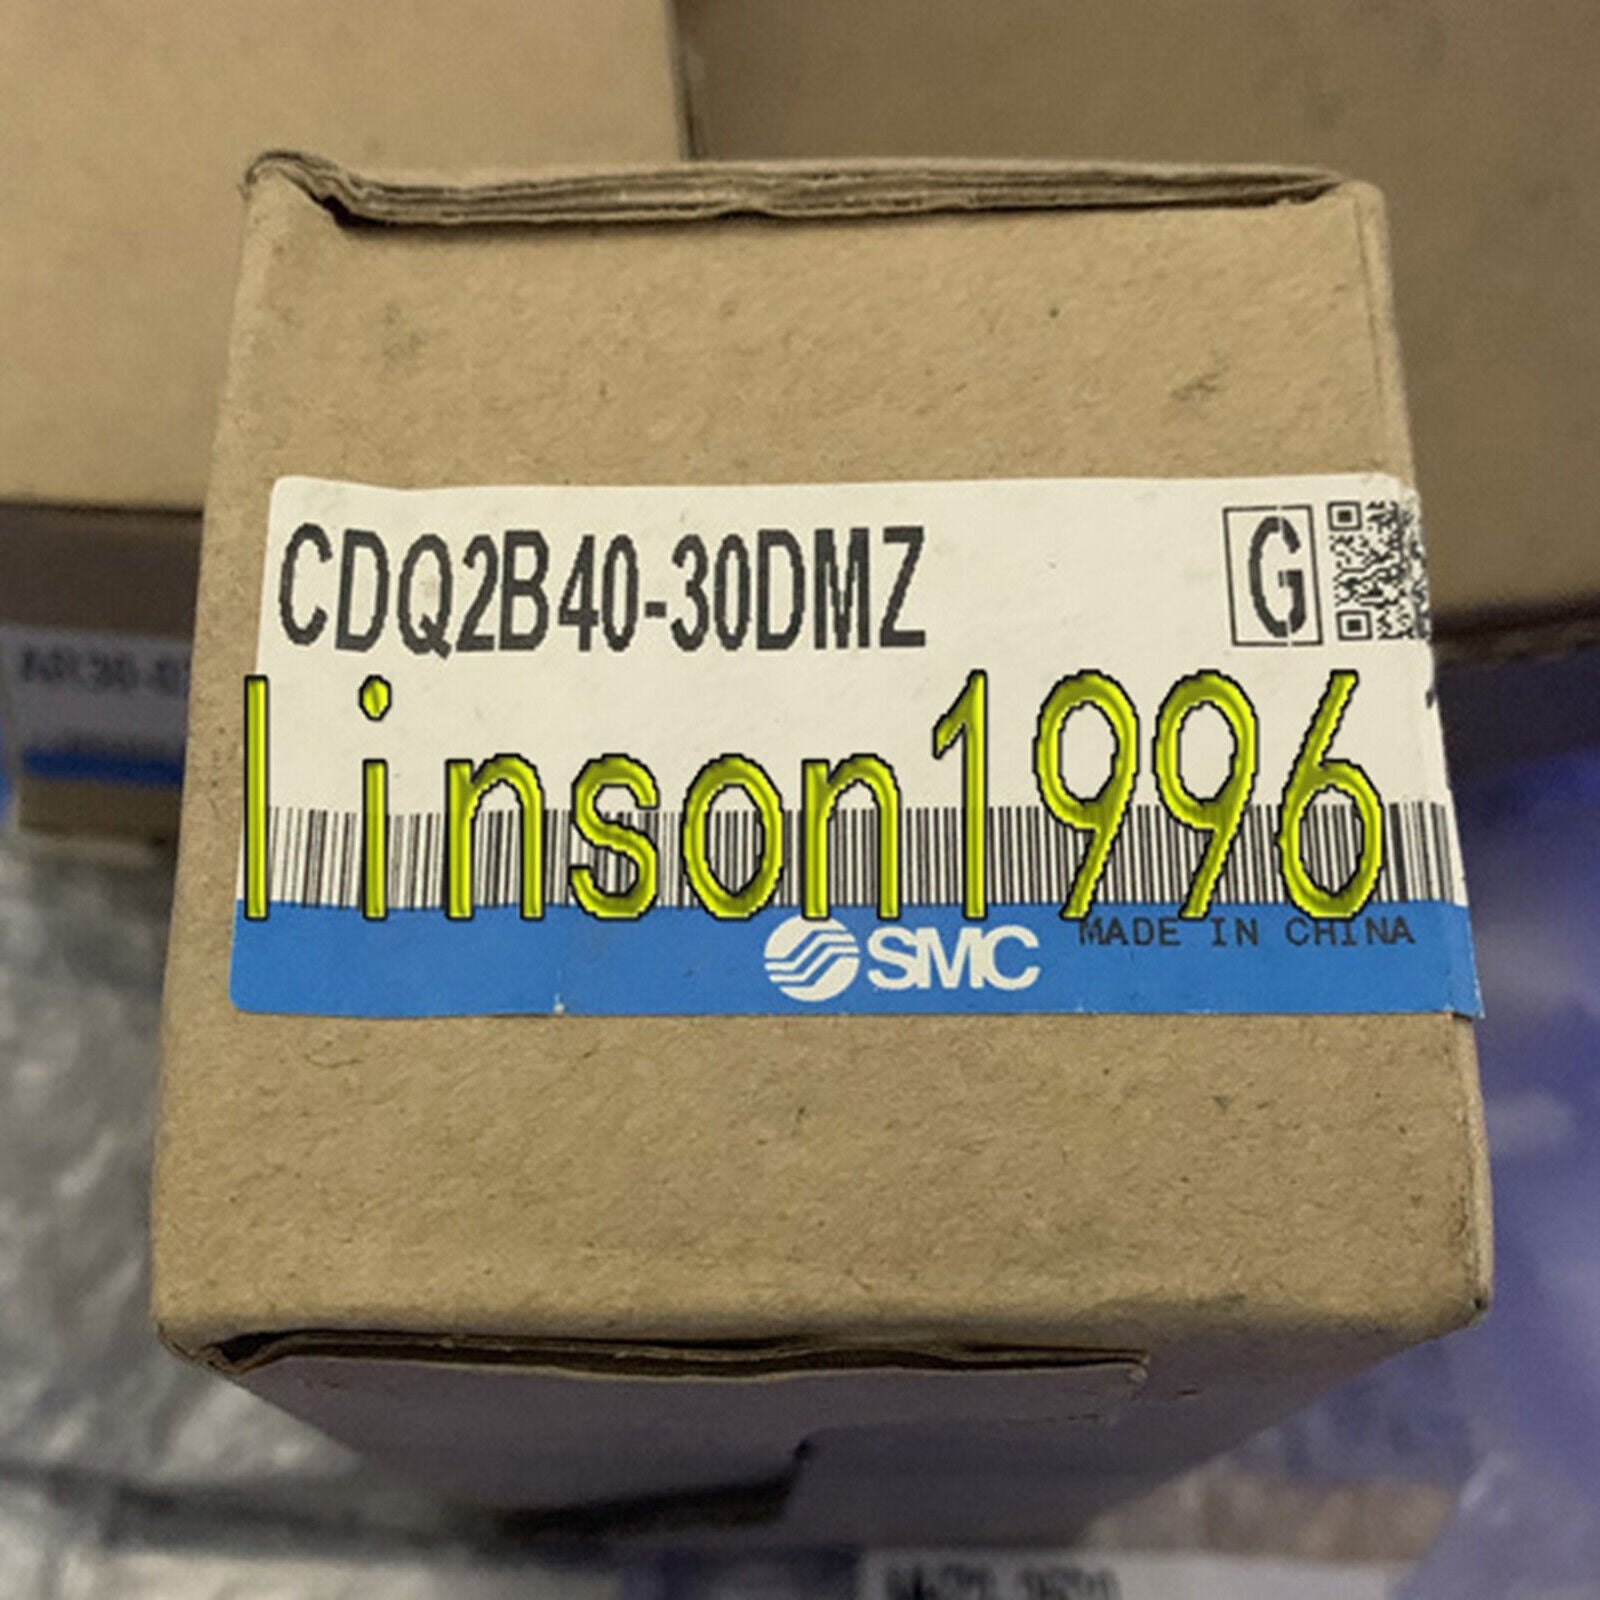 CDQ2B40-30DMZ
G
linson1996
SMC
MADE IN CHINA